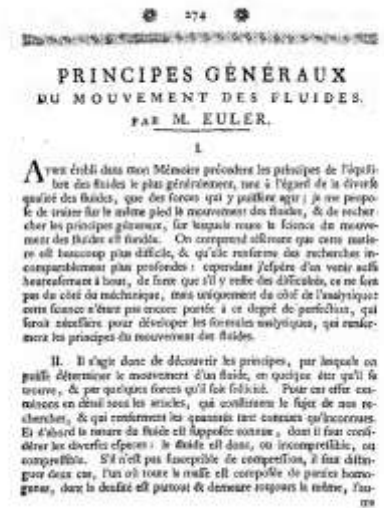 274
PRINCIPES GÉNÉRAUX
DU MOUVEMENT DES FLUIDES.
PAR M. EULER.
I.
Ayant établi dans mon Mémoire précedent les principes de l'équili-
bre des fluides le plus généralement, tant à l'égard de la diverse
qualité des fluides, que des forces qui y puissent agir; je me propo-
se de traiter sur le même pied le mouvement des fluides, & de recher-
cher les principes généraux, sur lesquels toute la science du mouve-
ment des fluides est fondée. On comprend aisément que cette matie-
re est beaucoup plus difficile, & qu'elle renferme des recherches in-
comparablement plus profondes: cependant j'espère d'en venir aussi
heureusement à bout, de sorte que s'il y reste des difficultés, ce ne sera
pas du côté du méchanique, mais uniquement du côté de l'analytique:
cette science n'étant pas encore portée à ce degré de perfection, qui
seroit nécessaire pour déveloper les formules analytiques, qui renfer-
ment les principes du mouvement des fluides.
II. Il s'agit donc de découvrir les principes, par lesquels on
puisse déterminer le mouvement d'un fluide, en quelque état qu'il se
trouve, & par quelques forces qu'il soit sollicité. Pour cet effet exa-
minons en détail tous les articles, qui constituent le sujet de nos re-
cherches, & qui renferment les quantités tant connues qu'inconnues.
Et d'abord la nature du fluide est supposée connue, dont il faut consi-
dérer les diverses especes: le fluide est donc, ou incompressible, ou
compressible. S'il n'est pas susceptible de compression, il faut distin-
guer deux cas, l'un où toute la masse est composée de parties homo-
genes, dont la densité est partout & demeure toujours la même, l'au-
tre